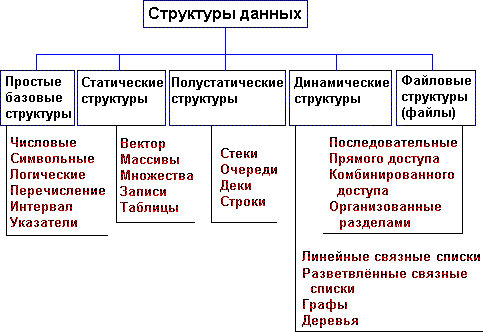 Структуры данных
Простые
базовые
структуры
Статические
структуры
Полустатические
структуры
Динамические
структуры
Файловые
структуры
(файлы)
Числовые
Символьные
Логические
Перечисление
Интервал
Указатели
Вектор
Массивы
Множества
Записи
Таблицы
Стеки
Очереди
Деки
Строки
Последовательные
Прямого доступа
Комбинированного
доступа
Организованные
разделами
Линейные связные списки
Разветвлённые связные
списки
Графы
Деревья